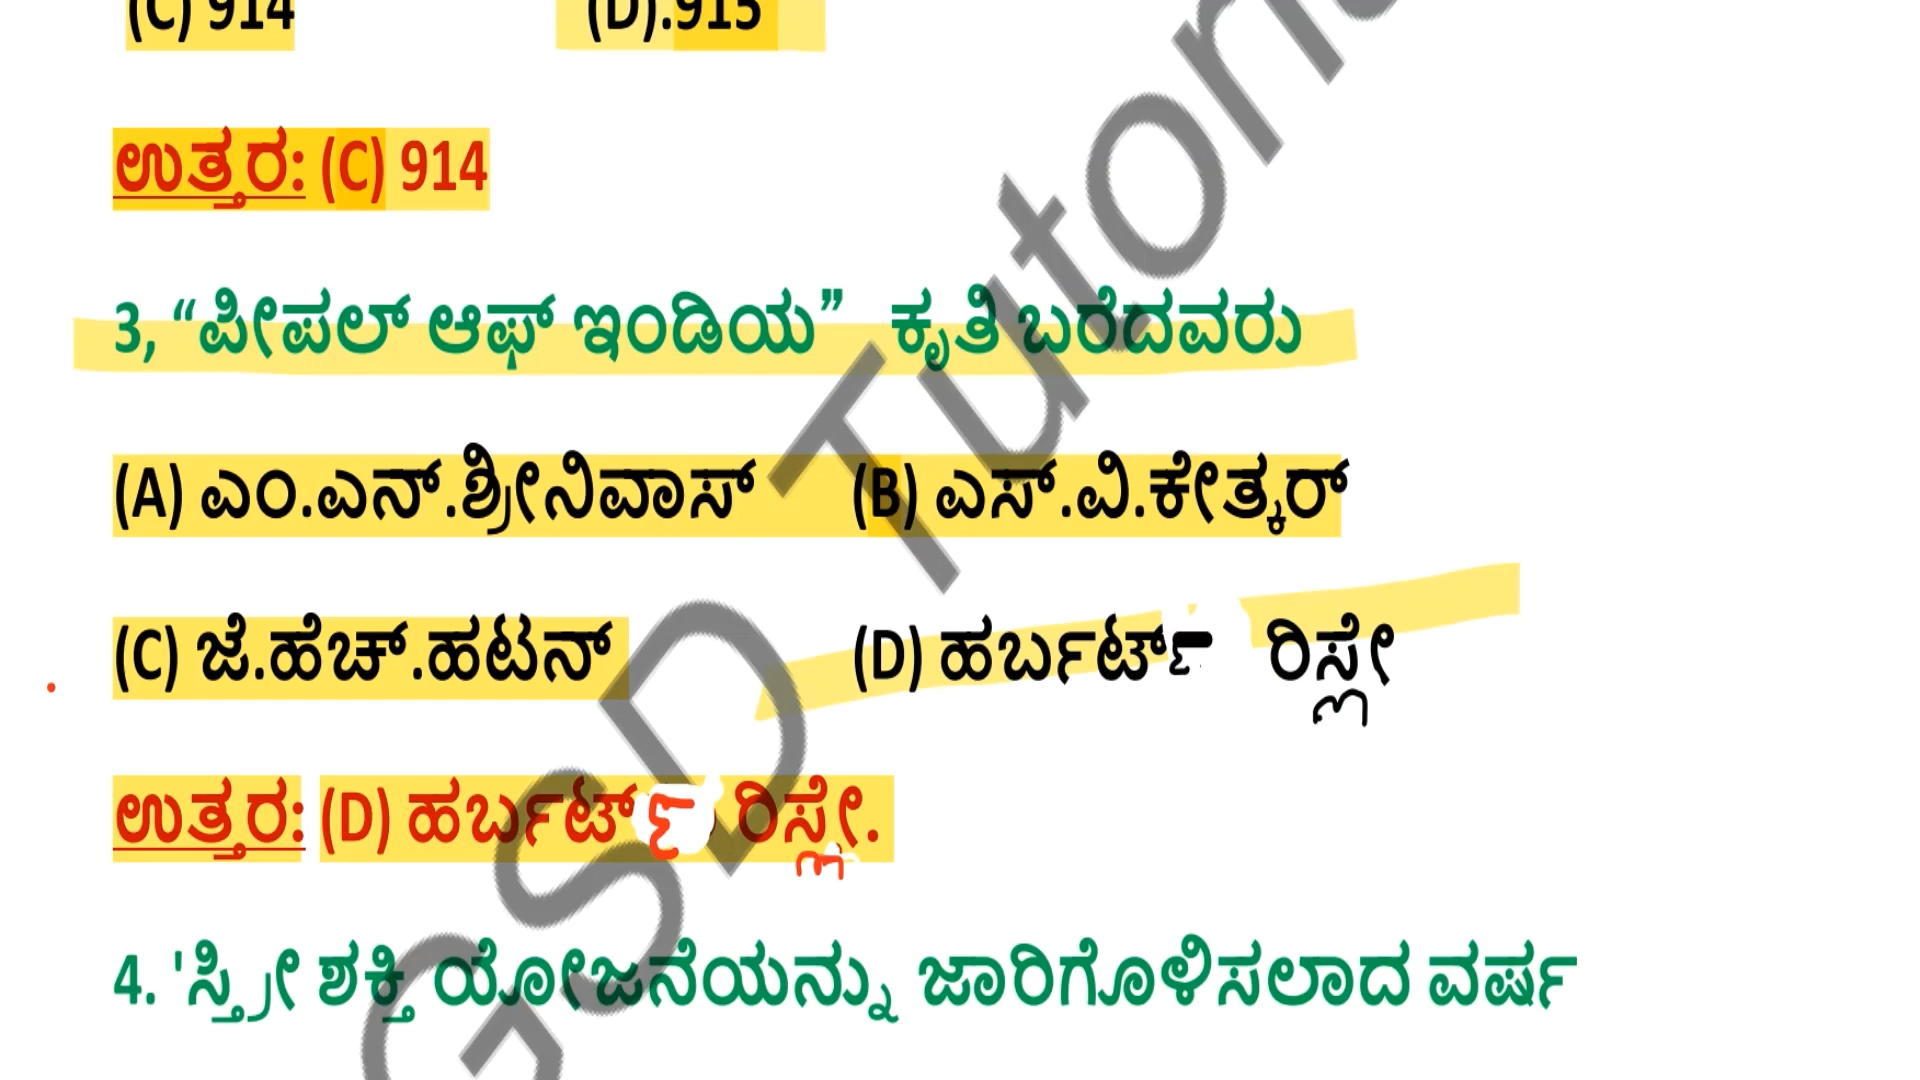 (C) 914 (D).915
ಉತ್ತರ: (C) 914
3, “ಪೀಪಲ್ ಆಫ್ ಇಂಡಿಯ” ಕೃತಿ ಬರೆದವರು
(A) ಎಂ.ಎನ್.ಶ್ರೀನಿವಾಸ್ (B) ಎಸ್.ವಿ.ಕೇತ್ಕರ್
(C) ಜೆ.ಹೆಚ್.ಹಟನ್ (D) ಹರ್ಬರ್ಟ್ ರಿಸ್ಲೇ
ಉತ್ತರ: (D) ಹರ್ಬರ್ಟ್ ರಿಸ್ಲೇ.
4. 'ಸ್ತ್ರೀ ಶಕ್ತಿ ಯೋಜನೆಯನ್ನು ಜಾರಿಗೊಳಿಸಲಾದ ವರ್ಷ
GSD